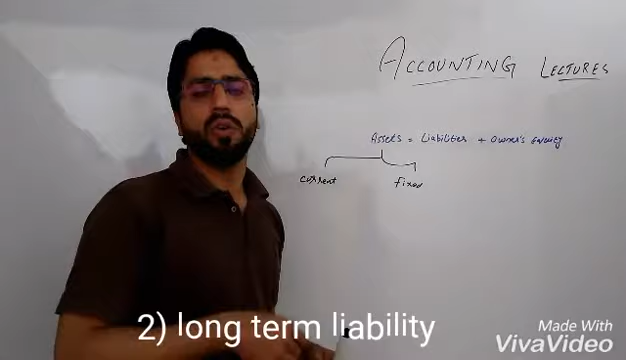 ACCOUNTING LECTURES
Assets = Liabilities + Owner's Equity
current fixed
2) long term liability
Made With
VivaVideo